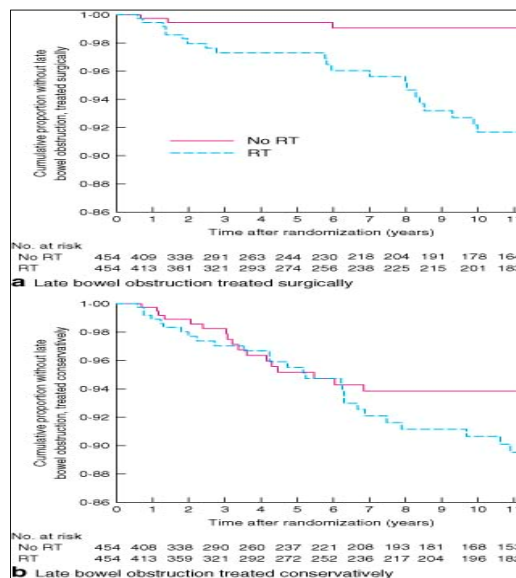 Cumulative proportion without late
bowel obstruction, treated surgically
1·00
0·98
0·96
0·94
0·92
0·90
0·88
0·86
No RT
RT
0 1 2 3 4 5 6 7 8 9 10 11
Time after randomization (years)
No. at risk
No RT 454 409 338 291 263 244 230 218 204 191 178 164
RT 454 413 361 321 293 274 256 238 225 215 201 183
a Late bowel obstruction treated surgically
Cumulative proportion without late
bowel obstruction, treated conservatively
1·00
0·98
0·96
0·94
0·92
0·90
0·88
0·86
0 1 2 3 4 5 6 7 8 9 10 11
Time after randomization (years)
No. at risk
No RT 454 408 338 290 260 237 221 208 193 181 168
RT 454 413 359 321 292 272 252 236 217 204 196
b Late bowel obstruction treated conservatively